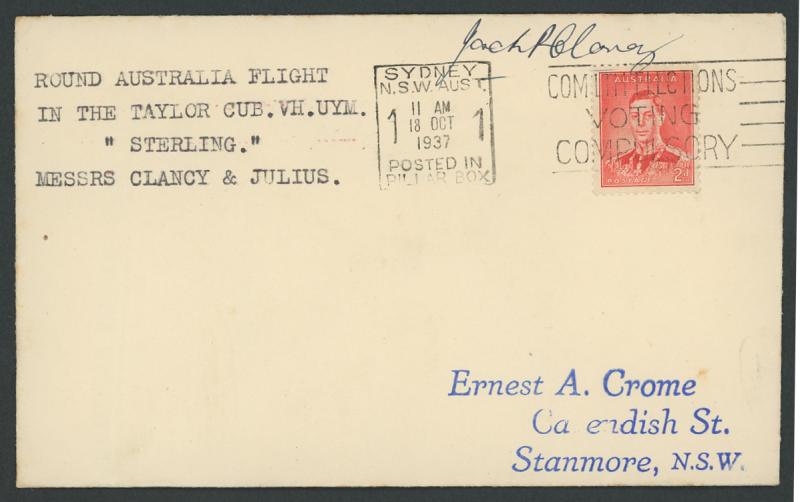 ROUND AUSTRALIA FLIGHT
IN THE TAYLOR CUB.VH.UYM.
" STERLING."
MESSRS CLANCY & JULIUS.
Jack Clancy
SYDNEY
N.S.W. AUST.
1 11 AM 1
18 OCT
1937
POSTED IN
PILLAR BOX
VOTING
COMPULSORY
AUSTRALIA
POSTAGE 2d
Ernest A. Crome
Ca endish St.
Stanmore, N.S.W.